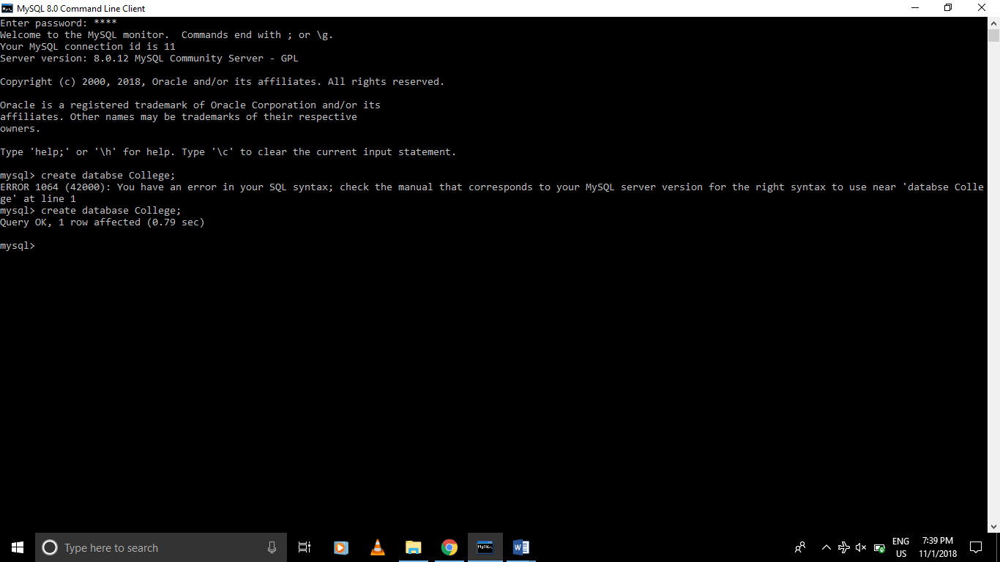 MySQL 8.0 Command Line Client
Enter password: ****
Welcome to the MySQL monitor.  Commands end with ; or \g.
Your MySQL connection id is 11
Server version: 8.0.12 MySQL Community Server - GPL
Copyright (c) 2000, 2018, Oracle and/or its affiliates. All rights reserved.
Oracle is a registered trademark of Oracle Corporation and/or its
affiliates. Other names may be trademarks of their respective
owners.
Type 'help;' or '\h' for help. Type '\c' to clear the current input statement.
mysql> create databse College;
ERROR 1064 (42000): You have an error in your SQL syntax; check the manual that corresponds to your MySQL server version for the right syntax to use near 'databse Colle
ge' at line 1
mysql> create database College;
Query OK, 1 row affected (0.79 sec)
mysql>
Type here to search
ENG
US
7:39 PM
11/1/2018